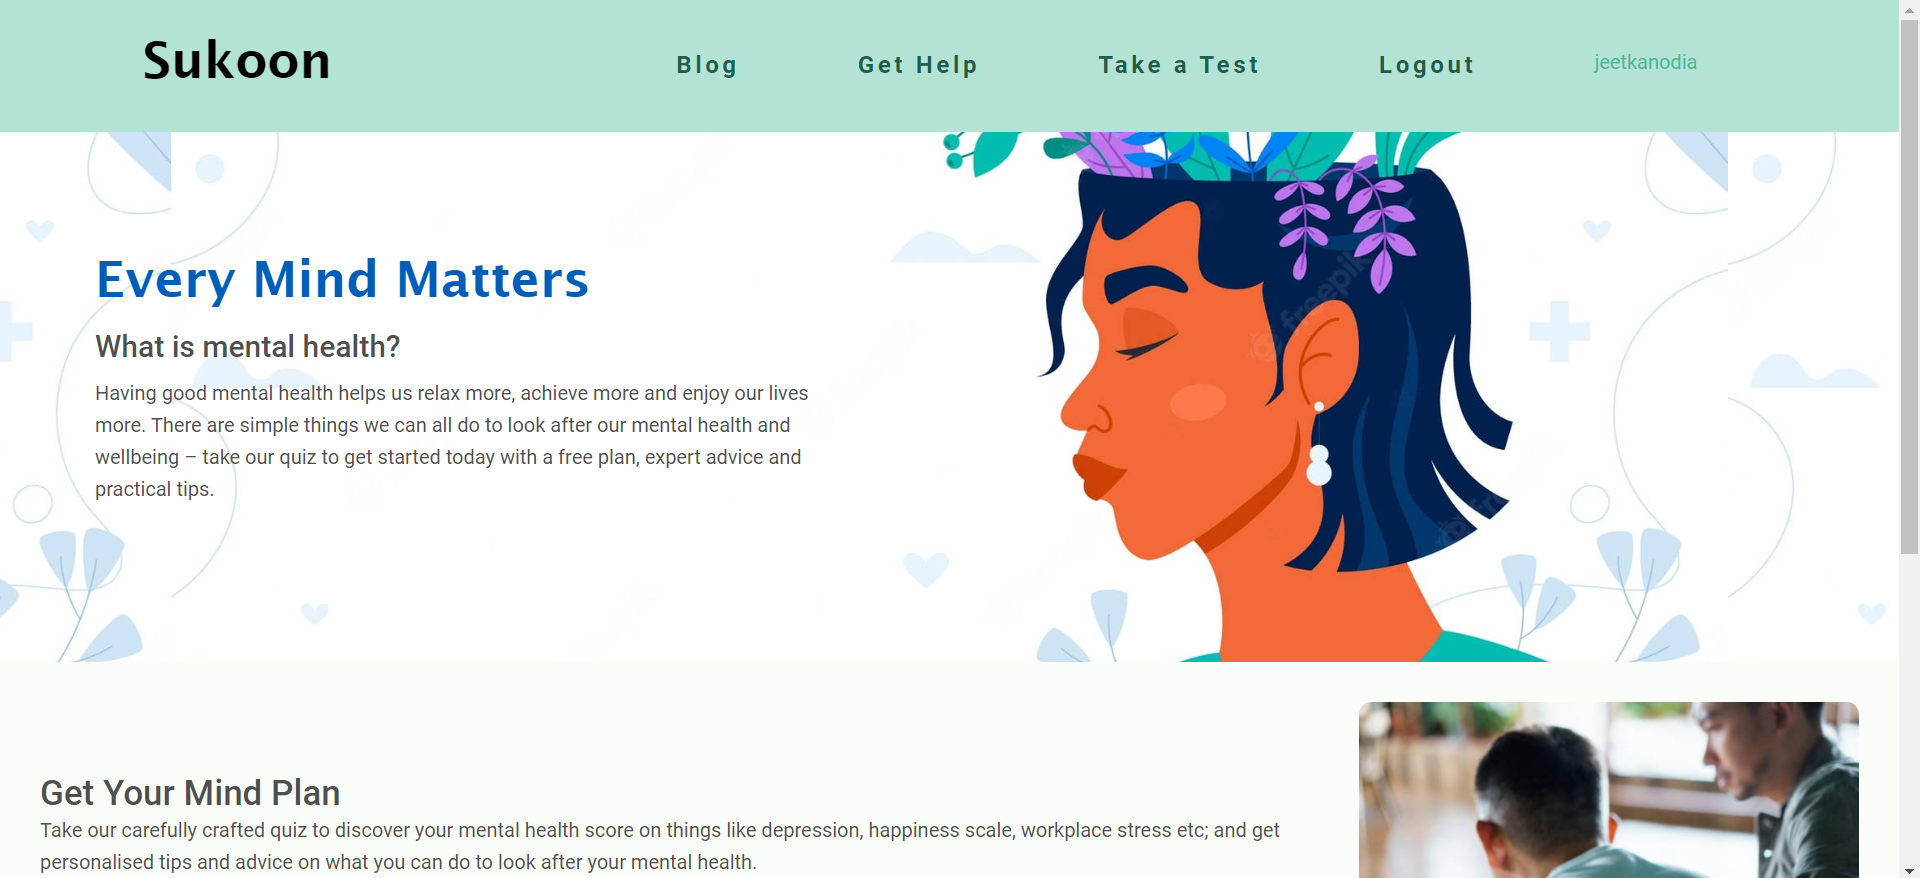 Sukoon
Blog
Get Help
Take a Test
Logout
jeetkanodia
Every Mind Matters
What is mental health?
Having good mental health helps us relax more, achieve more and enjoy our lives
more. There are simple things we can all do to look after our mental health and
wellbeing – take our quiz to get started today with a free plan, expert advice and
practical tips.
freepik
Get Your Mind Plan
Take our carefully crafted quiz to discover your mental health score on things like depression, happiness scale, workplace stress etc; and get
personalised tips and advice on what you can do to look after your mental health.